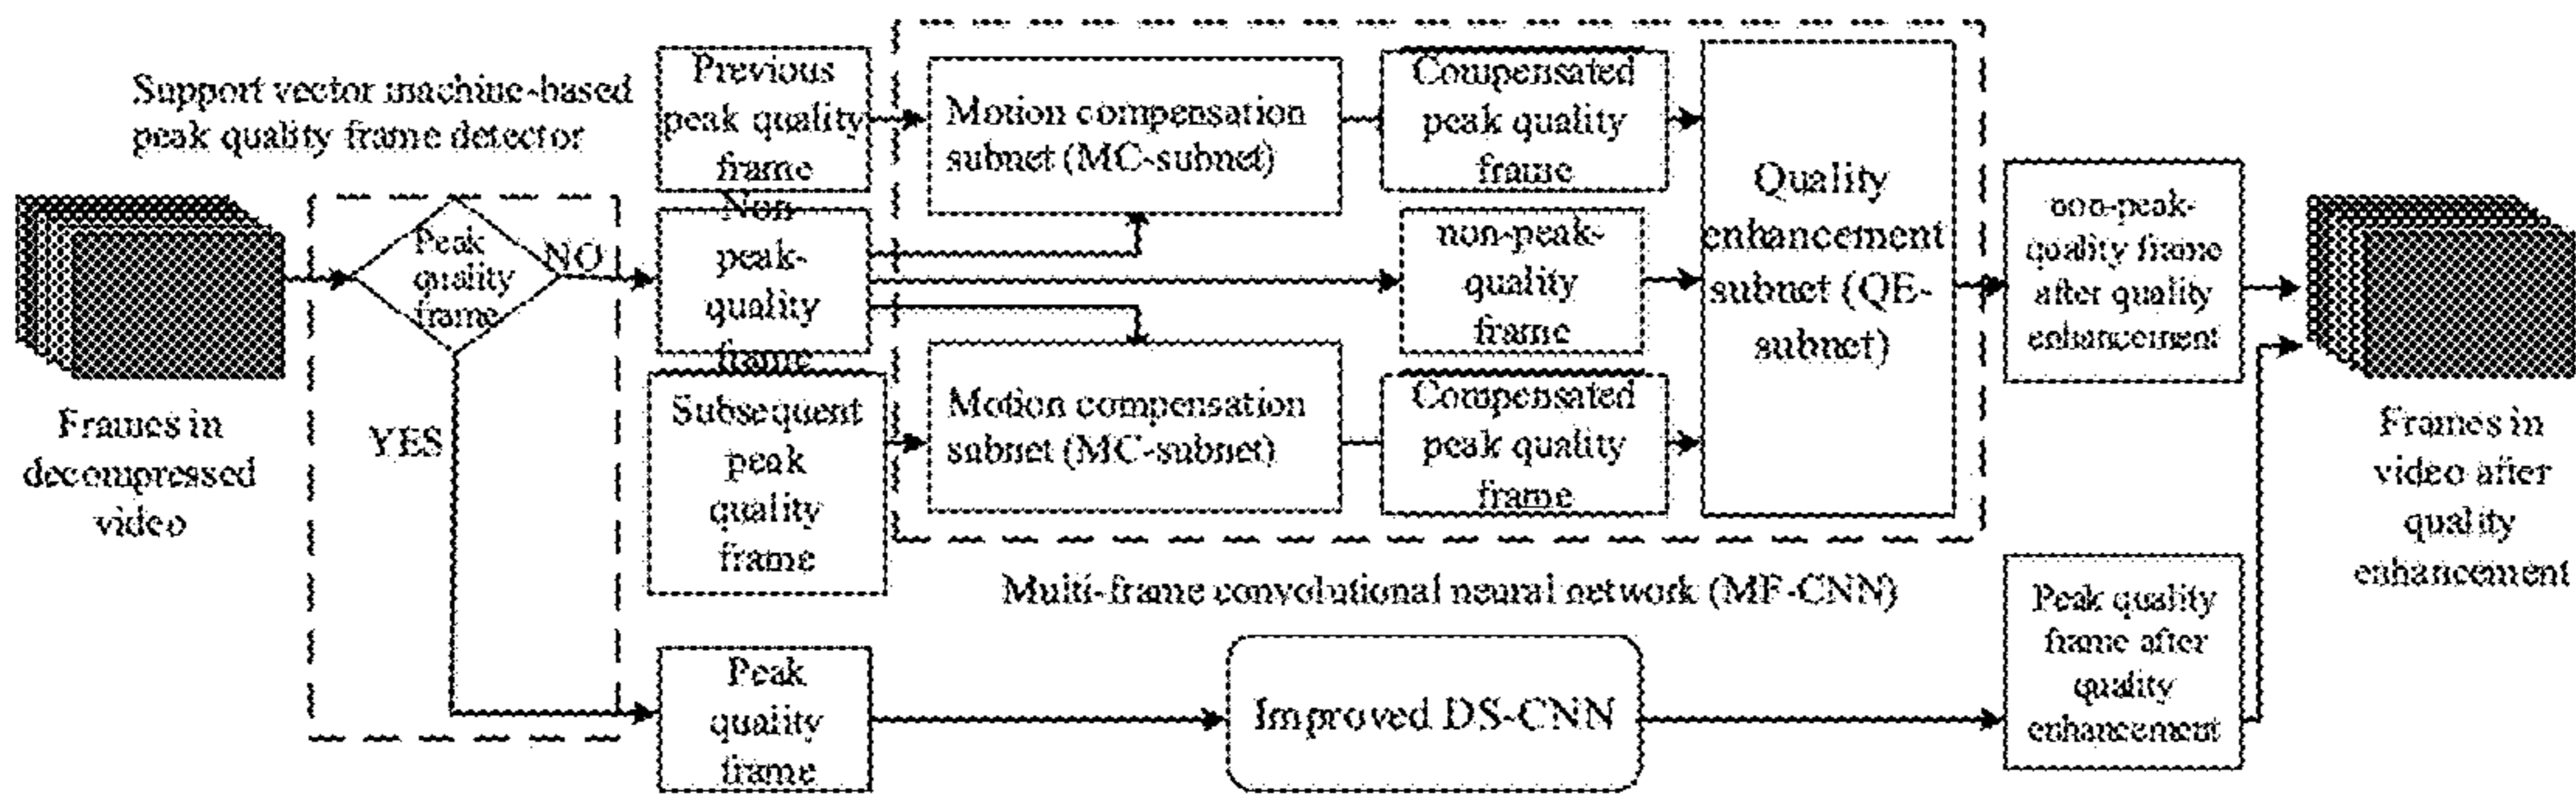 Support vector machine-based
peak quality frame detector
Frames in
decompressed
video
Peak
quality
frame
NO
YES
Previous
peak quality
frame
Non
peak-
quality
frame
Subsequent
peak
quality
frame
Motion compensation
subnet (MC-subnet)
Motion compensation
subnet (MC-subnet)
Compensated
peak quality
frame
non-peak-
quality
frame
Compensated
peak quality
frame
Quality
enhancement
subnet (QE-
subnet)
Multi-frame convolutional neural network (MF-CNN)
non-peak-
quality frame
after quality
enhancement
Peak
quality
frame
Improved DS-CNN
Peak quality
frame after
quality
enhancement
Frames in
video after
quality
enhancement